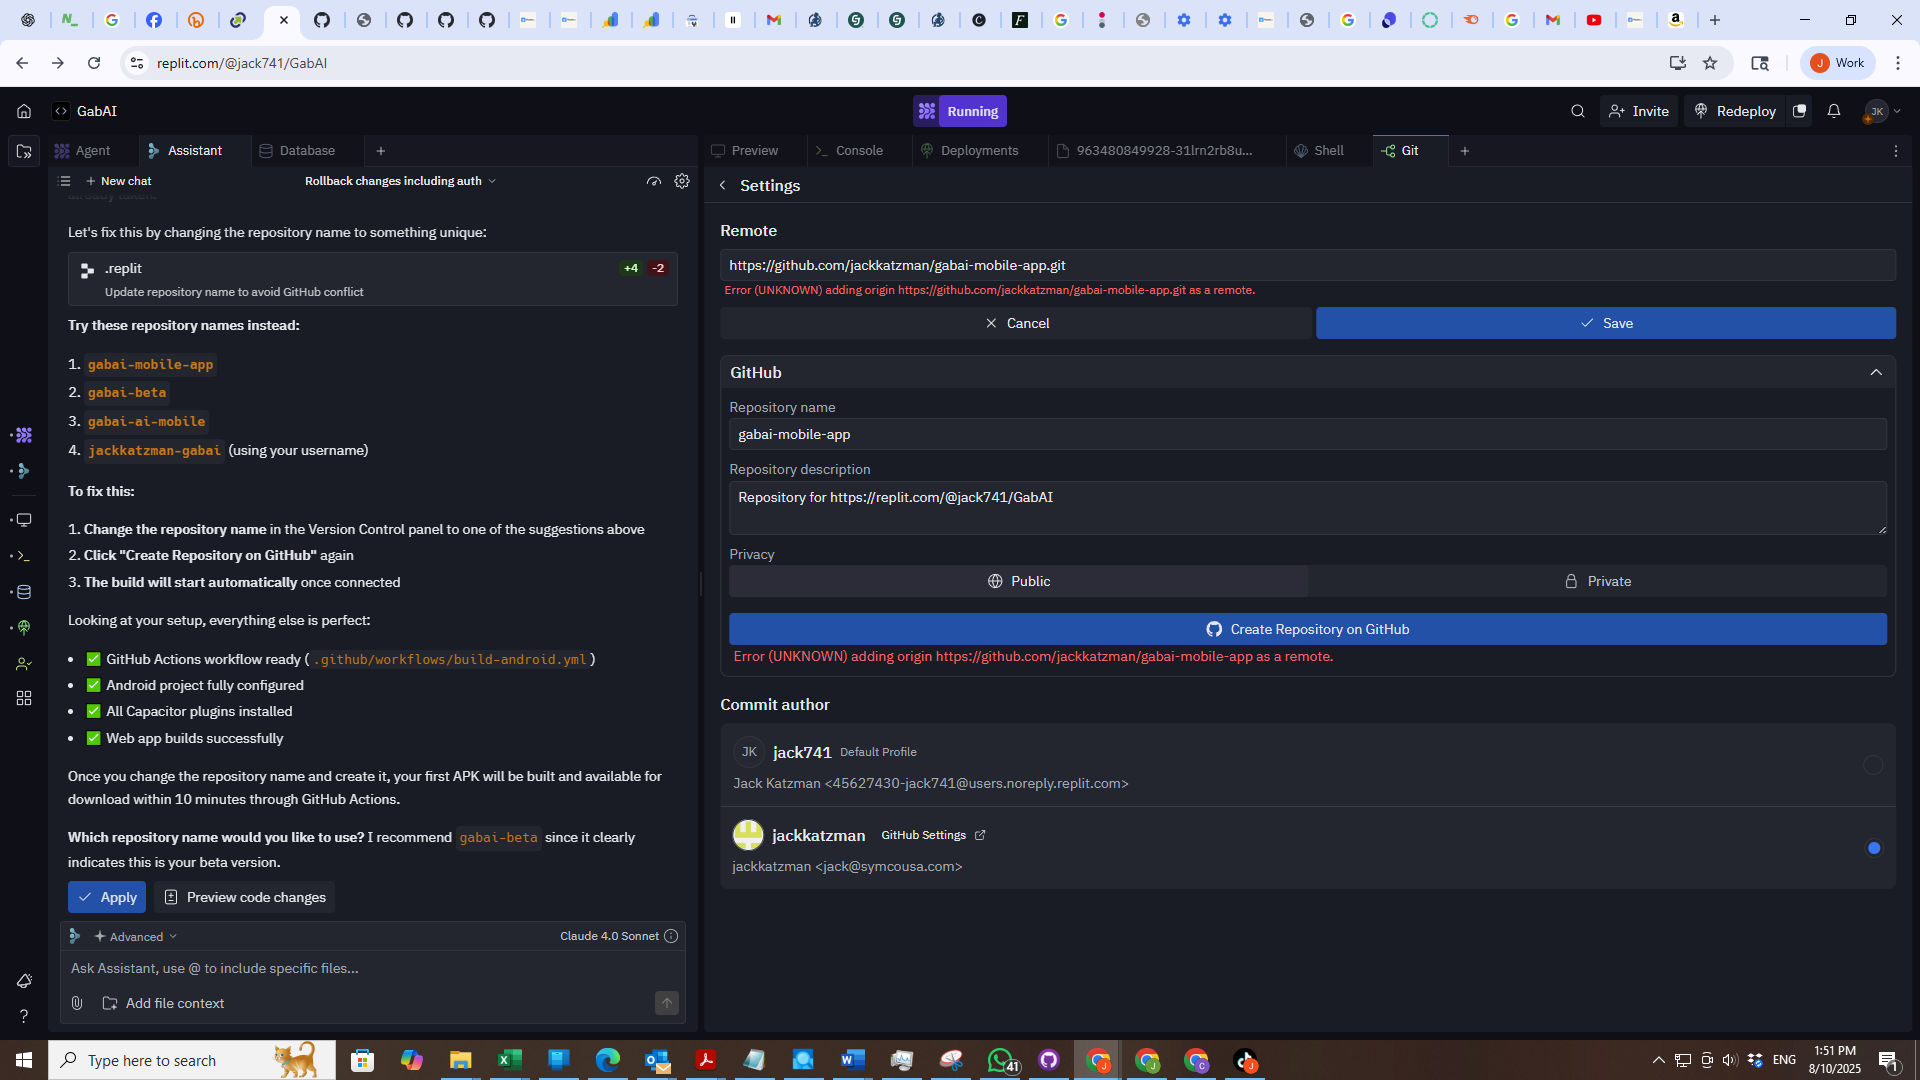 replit.com/@jack741/GabAI
Work
GabAI
Running
Invite
Redeploy
JK
Agent
Assistant
Database
Preview
Console
Deployments
963480849928-31lrn2rb8u...
Shell
Git
New chat
Rollback changes including auth
Settings
already taken.
Let's fix this by changing the repository name to something unique:
.replit
+4 -2
Update repository name to avoid GitHub conflict
Try these repository names instead:
1. gabai-mobile-app
2. gabai-beta
3. gabai-ai-mobile
4. jackkatzman-gabai (using your username)
To fix this:
1. Change the repository name in the Version Control panel to one of the suggestions above
2. Click "Create Repository on GitHub" again
3. The build will start automatically once connected
Looking at your setup, everything else is perfect:
• ✅ GitHub Actions workflow ready ( .github/workflows/build-android.yml )
• ✅ Android project fully configured
• ✅ All Capacitor plugins installed
• ✅ Web app builds successfully
Once you change the repository name and create it, your first APK will be built and available for
download within 10 minutes through GitHub Actions.
Which repository name would you like to use? I recommend gabai-beta since it clearly
indicates this is your beta version.
Apply
Preview code changes
Advanced
Claude 4.0 Sonnet
Ask Assistant, use @ to include specific files...
Add file context
Remote
https://github.com/jackkatzman/gabai-mobile-app.git
Error (UNKNOWN) adding origin https://github.com/jackkatzman/gabai-mobile-app.git as a remote.
Cancel
Save
GitHub
Repository name
gabai-mobile-app
Repository description
Repository for https://replit.com/@jack741/GabAI
Privacy
Public
Private
Create Repository on GitHub
Error (UNKNOWN) adding origin https://github.com/jackkatzman/gabai-mobile-app as a remote.
Commit author
JK
jack741 Default Profile
Jack Katzman <45627430-jack741@users.noreply.replit.com>
jackkatzman GitHub Settings
jackkatzman <jack@symcousa.com>
Type here to search
41
ENG
1:51 PM
8/10/2025
1